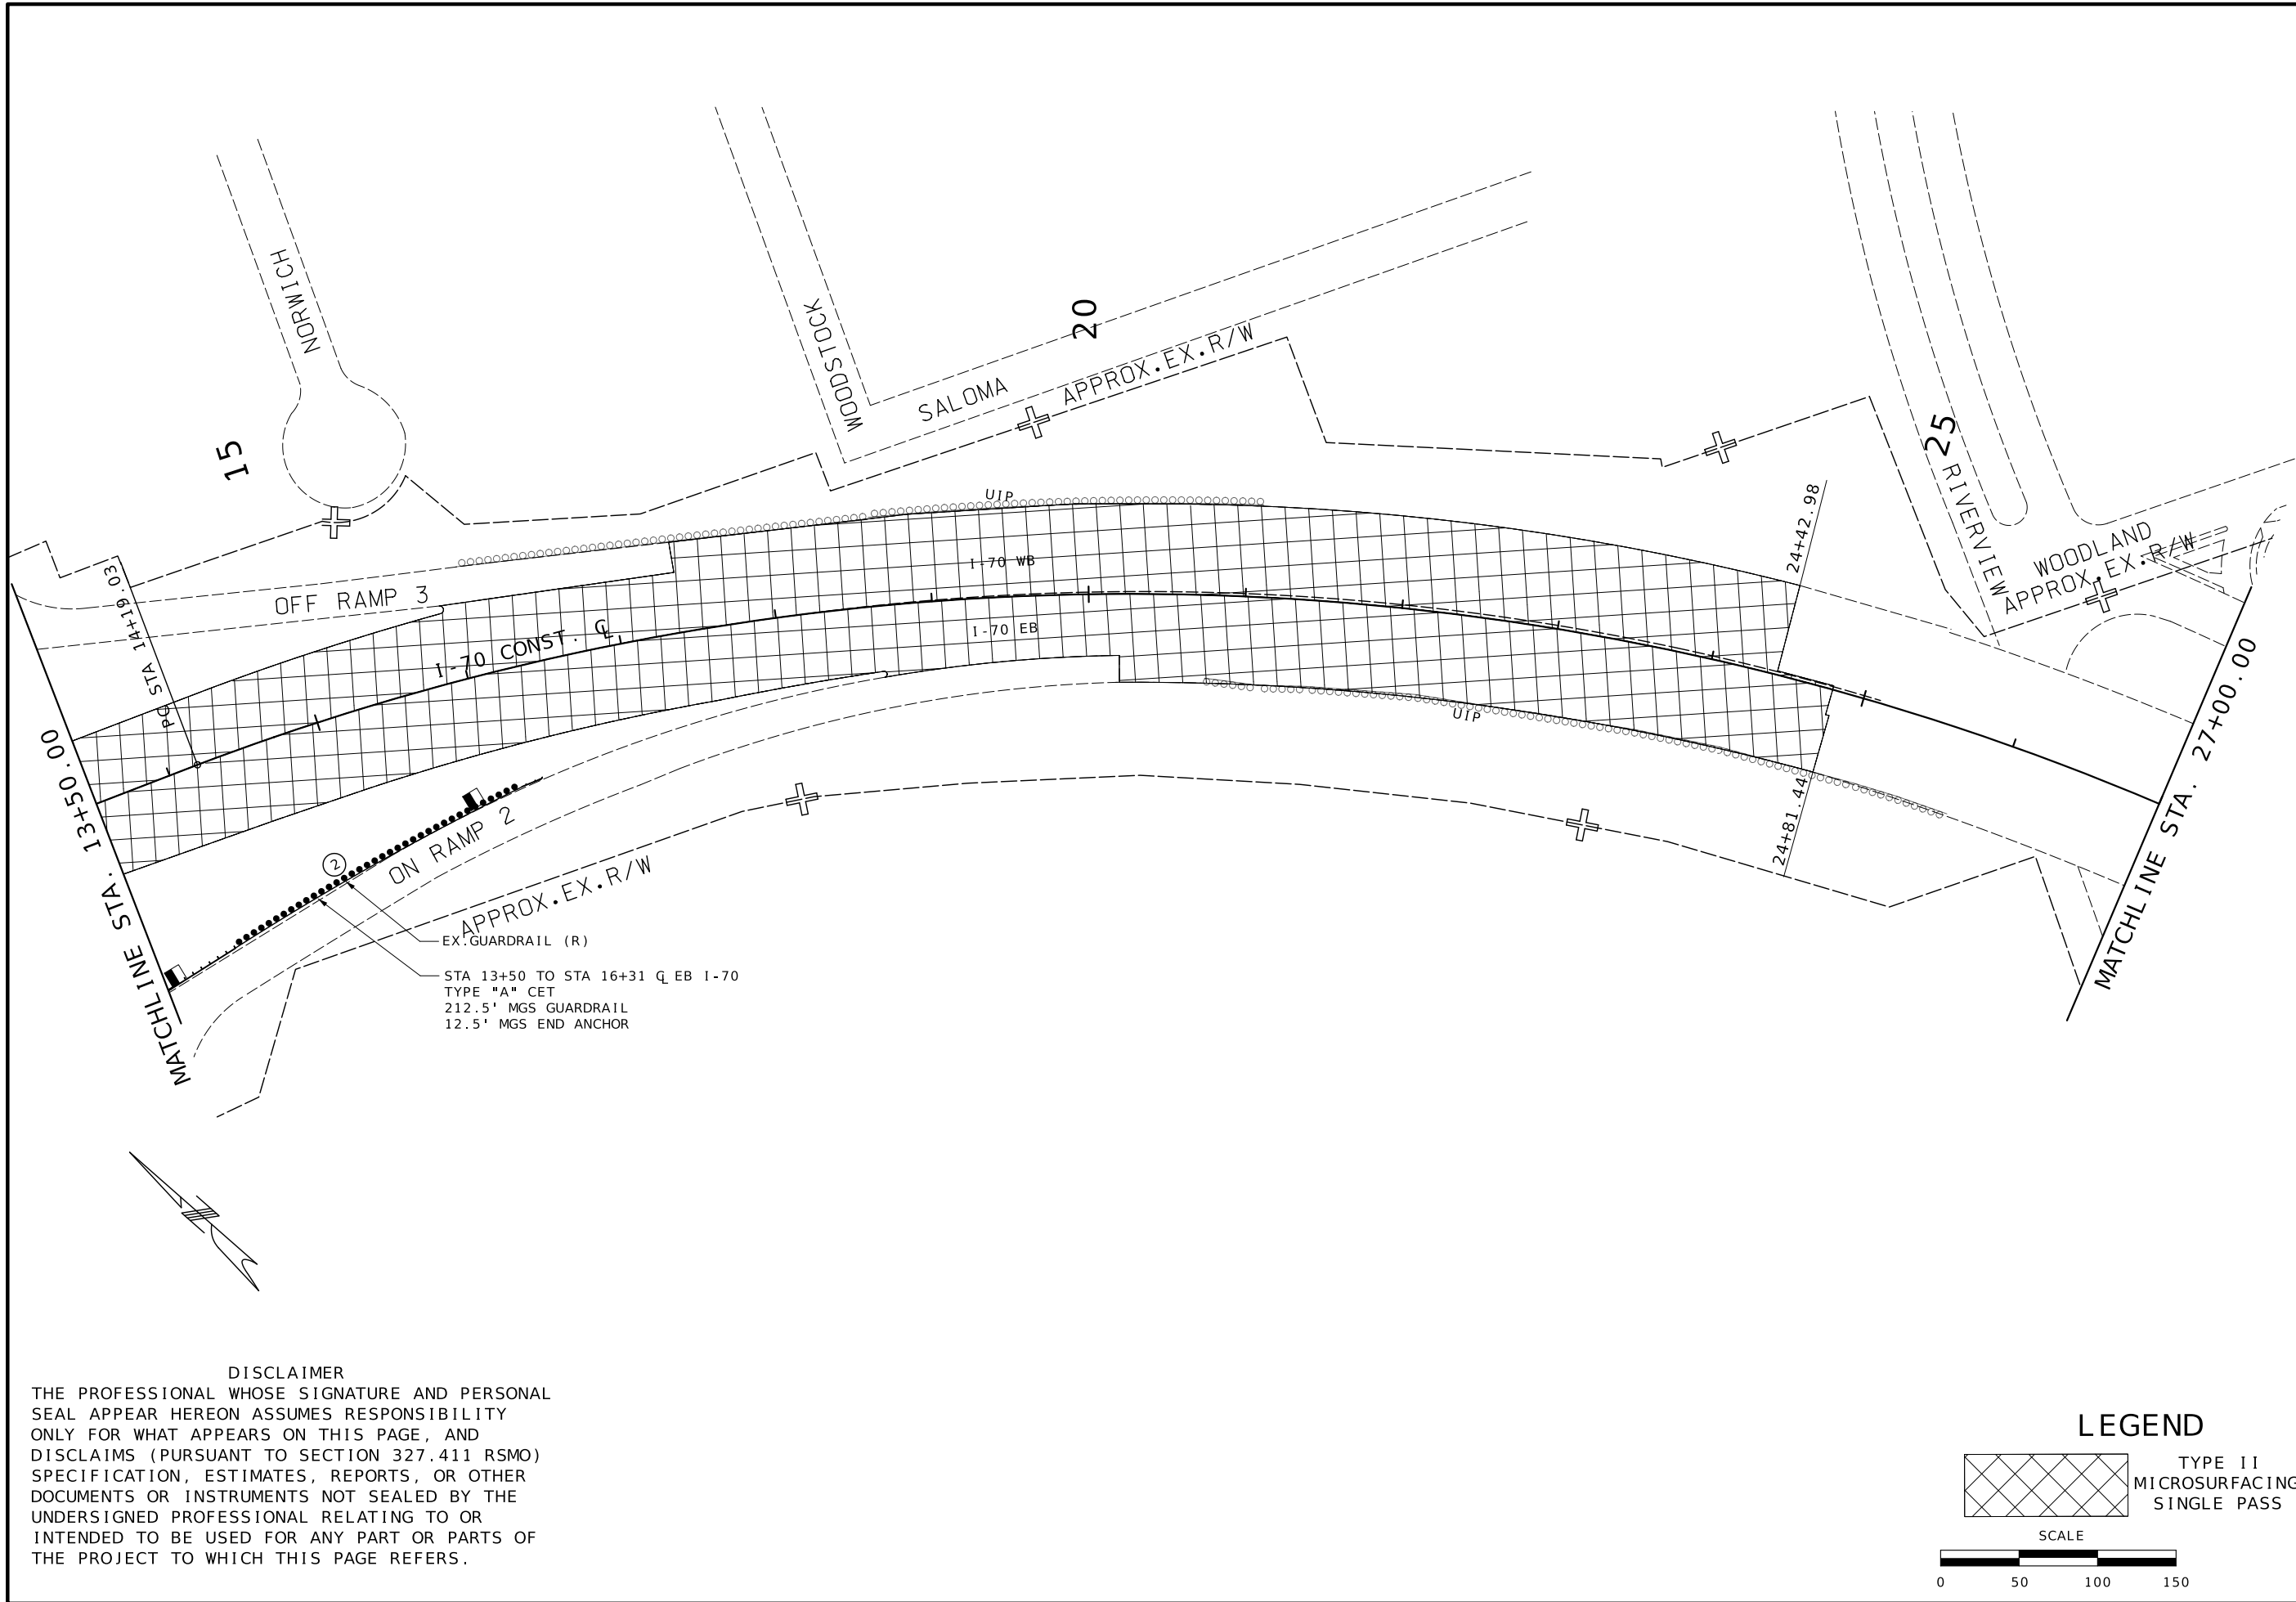 NORWICH
WOODSTOCK
SALOMA
20
APPROX.EX.R/W
15
25
RIVERVIEW
WOODLAND
APPROX.EX.R/W
UIP
24+42.98
I-70 WB
I-70 EB
OFF RAMP 3
PC STA 14+19.03
I-70 CONST. ℄
UIP
24+81.44
MATCHLINE STA. 13+50.00
MATCHLINE STA. 27+00.00
2
ON RAMP 2
APPROX.EX.R/W
EX.GUARDRAIL (R)
STA 13+50 TO STA 16+31 ℄ EB I-70
TYPE "A" CET
212.5' MGS GUARDRAIL
12.5' MGS END ANCHOR
DISCLAIMER
THE PROFESSIONAL WHOSE SIGNATURE AND PERSONAL
SEAL APPEAR HEREON ASSUMES RESPONSIBILITY
ONLY FOR WHAT APPEARS ON THIS PAGE, AND
DISCLAIMS (PURSUANT TO SECTION 327.411 RSMO)
SPECIFICATION, ESTIMATES, REPORTS, OR OTHER
DOCUMENTS OR INSTRUMENTS NOT SEALED BY THE
UNDERSIGNED PROFESSIONAL RELATING TO OR
INTENDED TO BE USED FOR ANY PART OR PARTS OF
THE PROJECT TO WHICH THIS PAGE REFERS.
LEGEND
TYPE II
MICROSURFACING
SINGLE PASS
SCALE
0 50 100 150